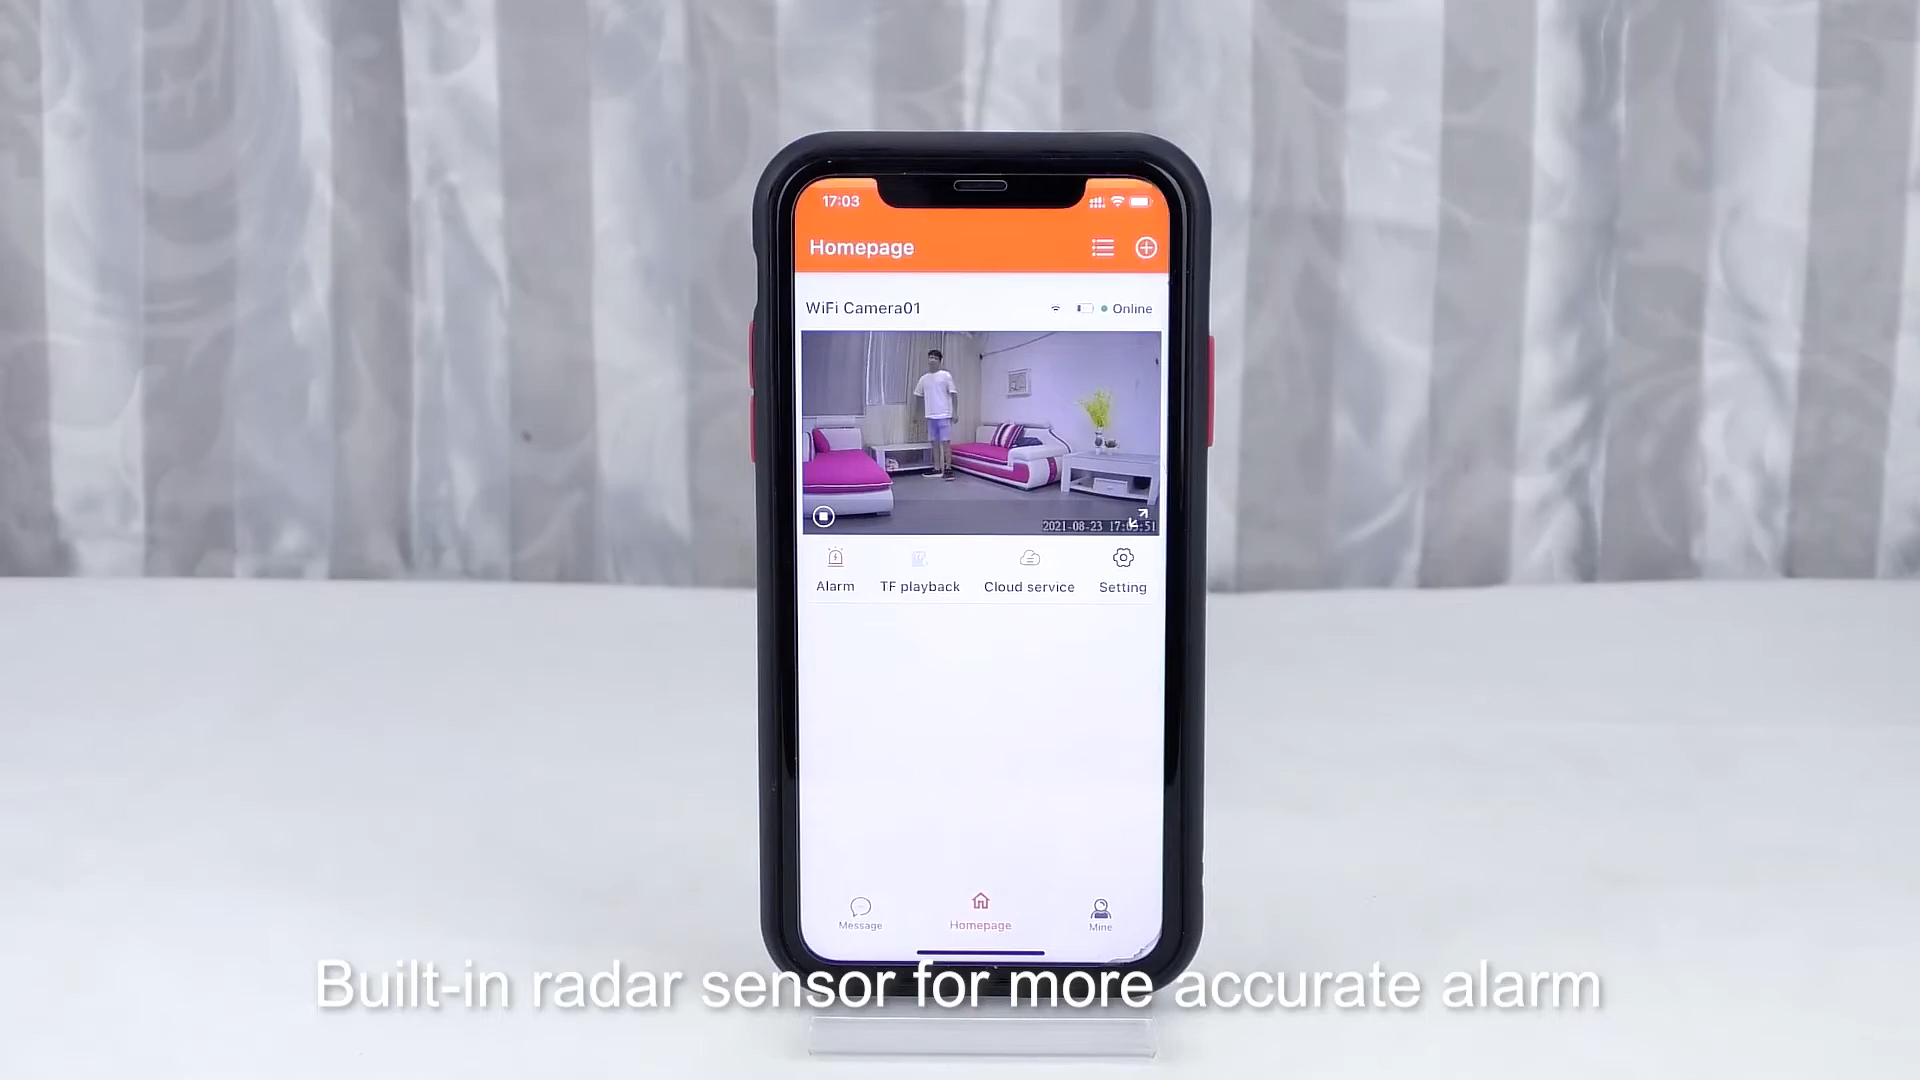 17:03
Homepage
WiFi Camera01
Online
2021-08-23
Alarm
TF playback
Cloud service
Setting
Message
Homepage
Mine
Built-in radar sensor for more accurate alarm